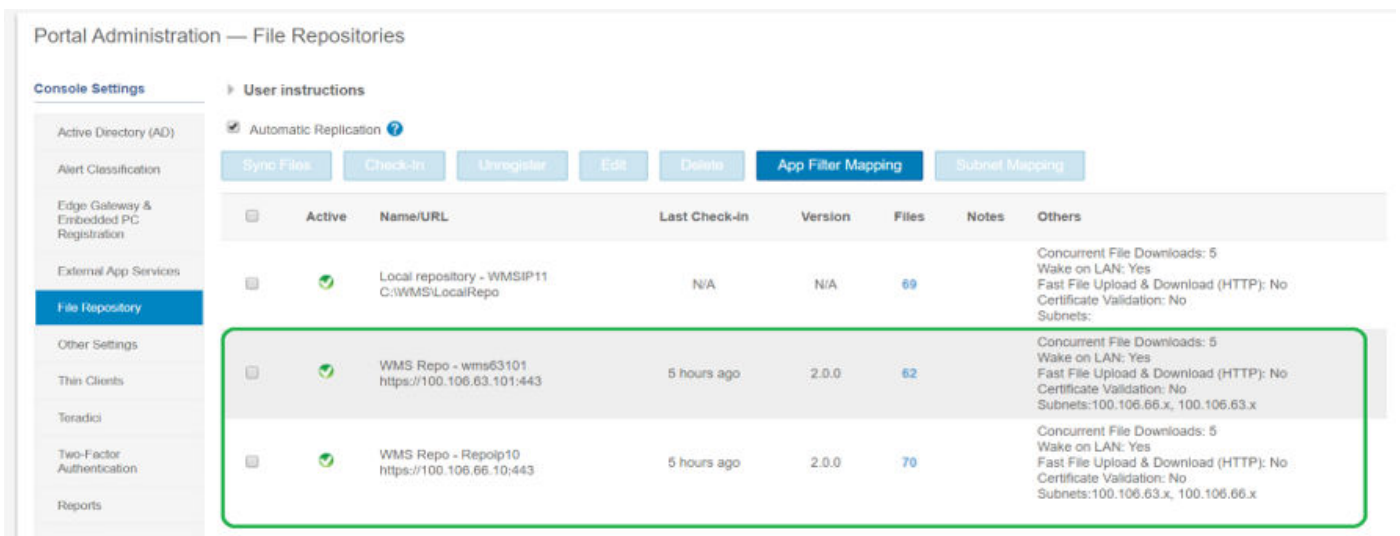 Portal Administration — File Repositories
Console Settings
Active Directory (AD)
Alert Classification
Edge Gateway &
Embedded PC
Registration
External App Services
File Repository
Other Settings
Thin Clients
Teradici
Two-Factor
Authentication
Reports
User instructions
Automatic Replication ?
Sync Files Check-In Unregister Edit Delete App Filter Mapping Subnet Mapping
Active Name/URL Last Check-in Version Files Notes Others
Local repository - WMSIP11
C:\WMS\LocalRepo
N/A N/A 69
Concurrent File Downloads: 5
Wake on LAN: Yes
Fast File Upload & Download (HTTP): No
Certificate Validation: No
Subnets:
WMS Repo - wms63101
https://100.106.63.101:443
5 hours ago 2.0.0 62
Concurrent File Downloads: 5
Wake on LAN: Yes
Fast File Upload & Download (HTTP): No
Certificate Validation: No
Subnets:100.106.66.x, 100.106.63.x
WMS Repo - Repoip10
https://100.106.66.10:443
5 hours ago 2.0.0 70
Concurrent File Downloads: 5
Wake on LAN: Yes
Fast File Upload & Download (HTTP): No
Certificate Validation: No
Subnets:100.106.63.x, 100.106.66.x